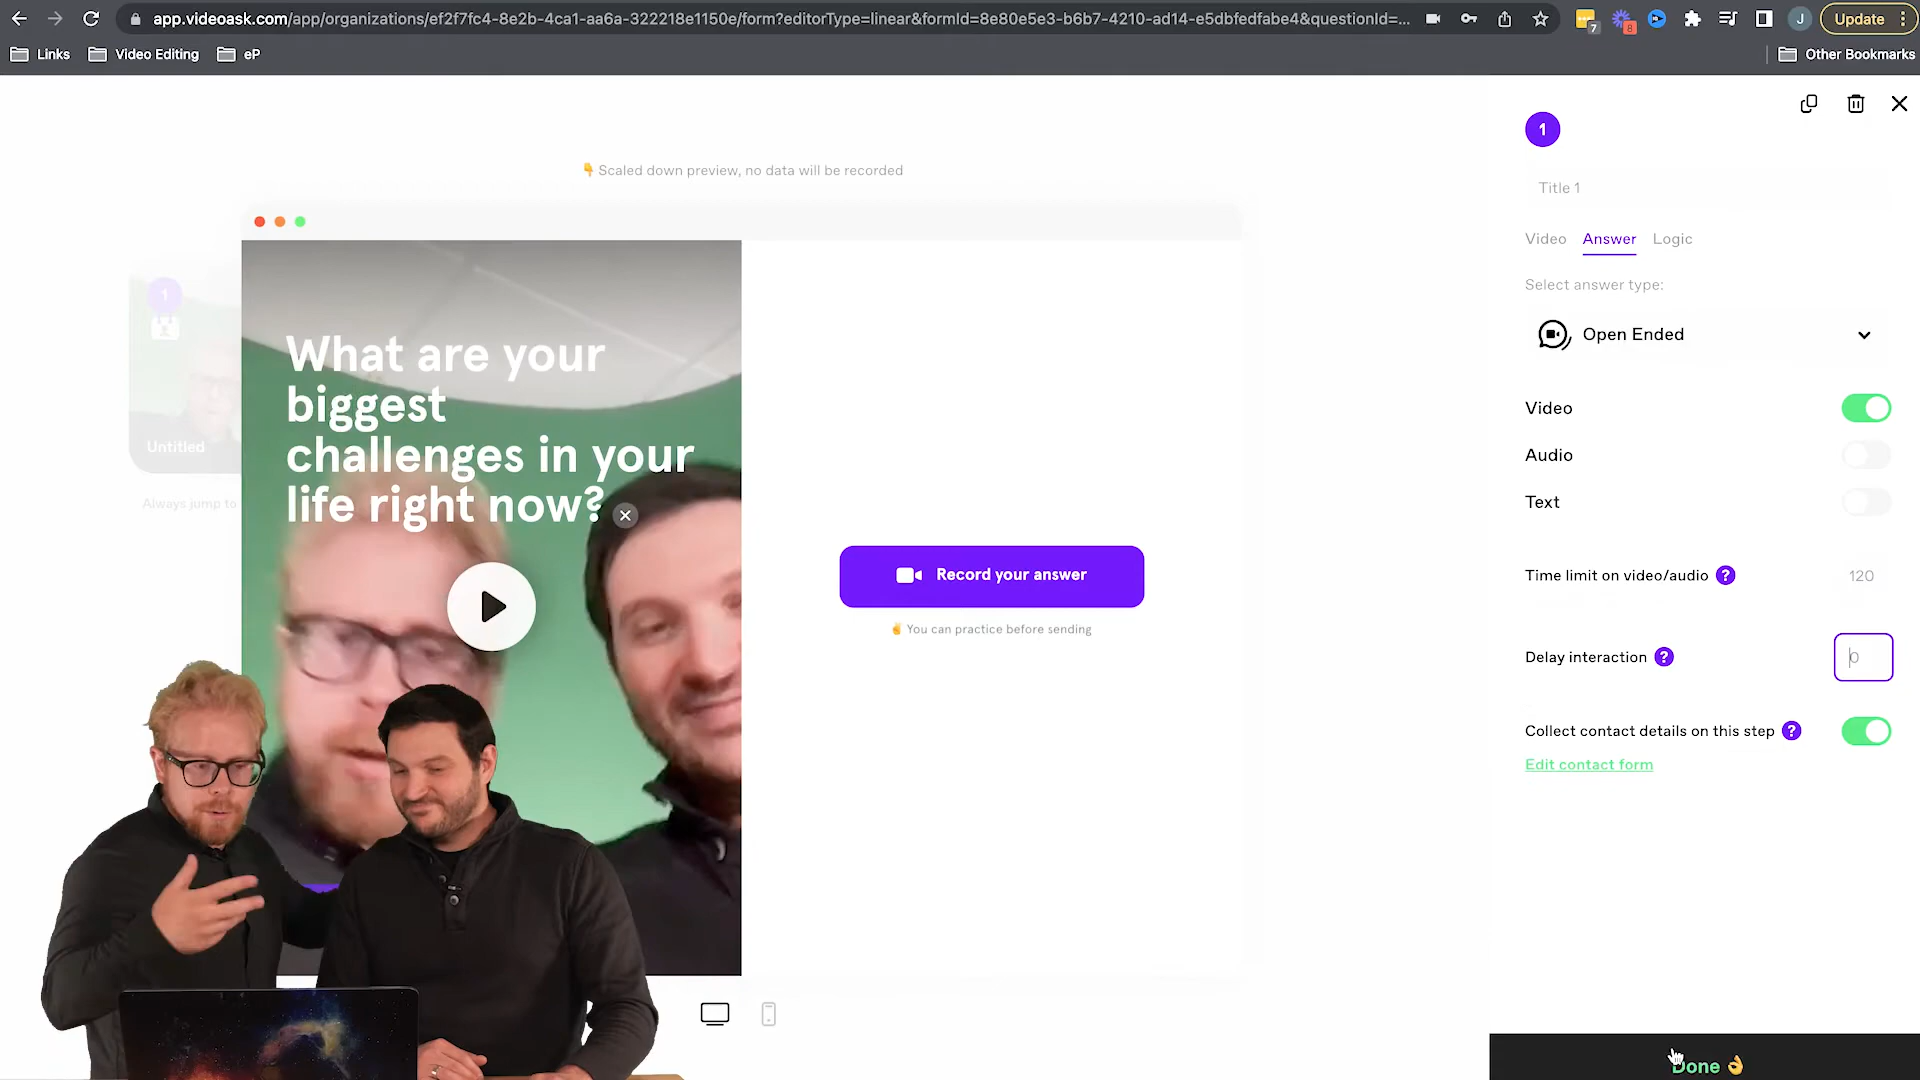 app.videoask.com/app/organizations/ef2f7fc4-8e2b-4ca1-aa6a-322218e1150e/form?editorType=linear&formId=8e80e5e3-b6b7-4210-ad14-e5dbfedfabe4&questionId=...
7
8
J
Update
Links
Video Editing
eP
Other Bookmarks
Scaled down preview, no data will be recorded
1
Untitled
Always jump to
What are your
biggest
challenges in your
life right now?
Record your answer
You can practice before sending
1
Title 1
Video
Answer
Logic
Select answer type:
Open Ended
Video
Audio
Text
Time limit on video/audio ?
120
Delay interaction ?
0
Collect contact details on this step ?
Edit contact form
Done